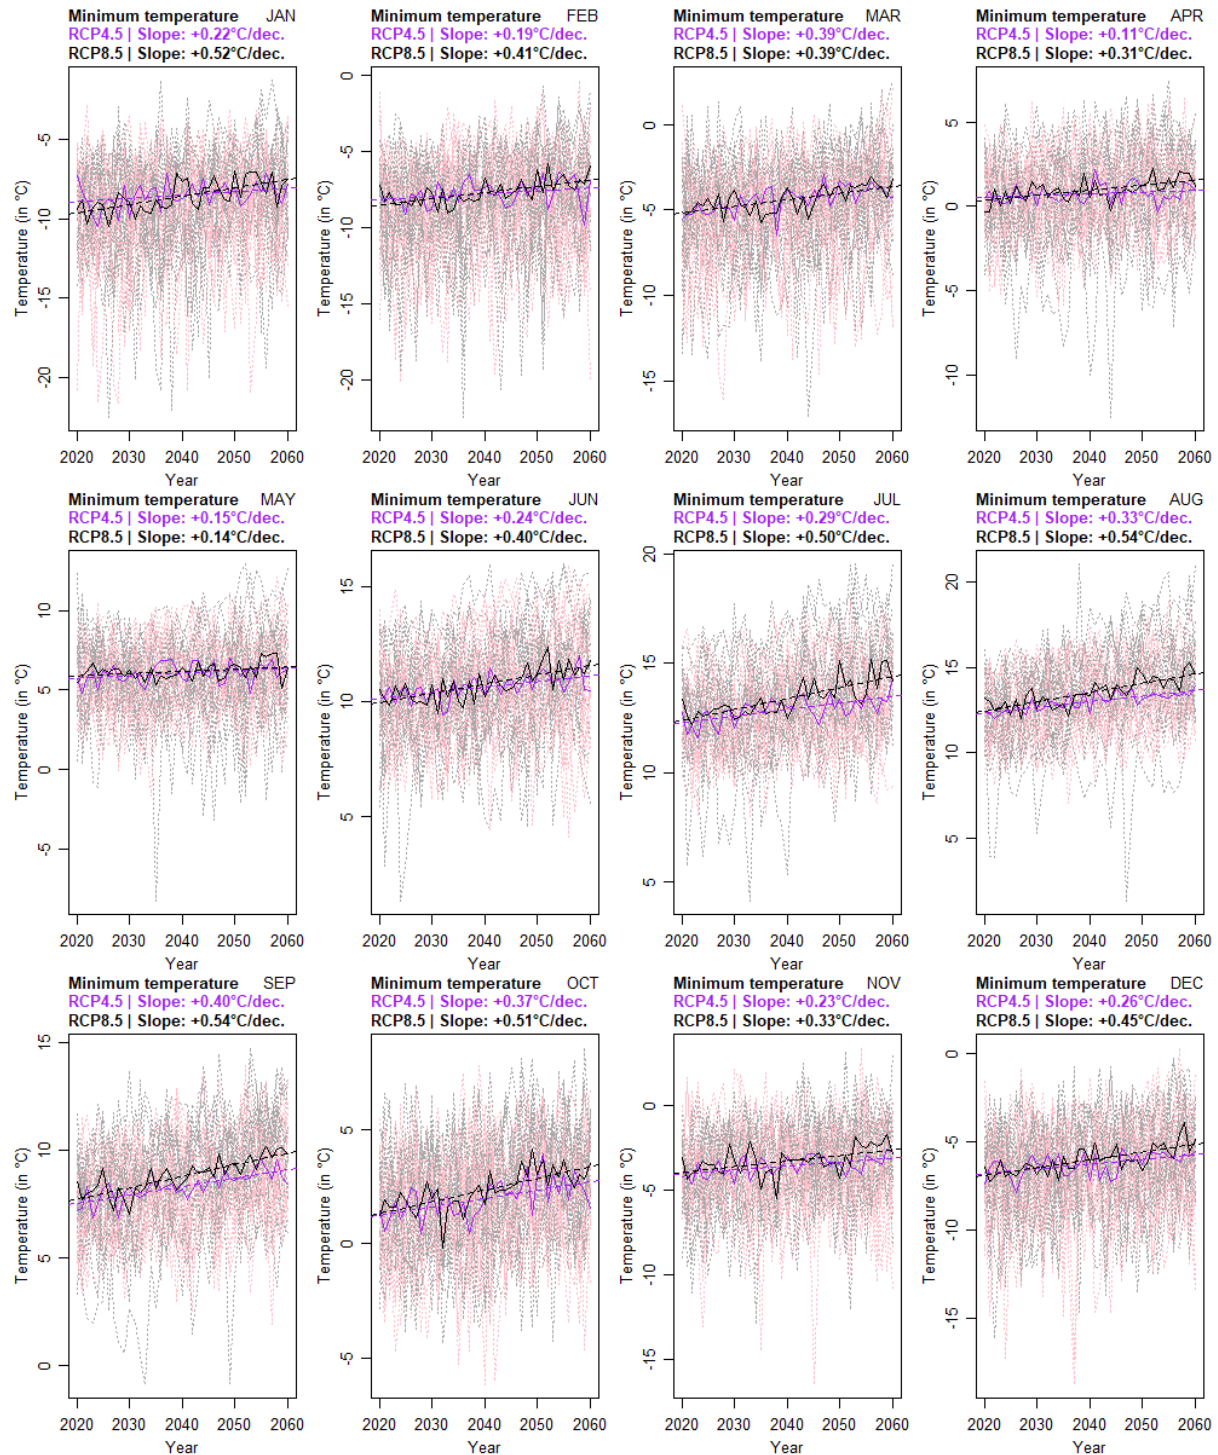 Minimum temperature JAN
RCP4.5 | Slope: +0.22°C/dec.
RCP8.5 | Slope: +0.52°C/dec.
Temperature (in °C)
-5
-10
-15
-20
2020 2030 2040 2050 2060
Year
Minimum temperature FEB
RCP4.5 | Slope: +0.19°C/dec.
RCP8.5 | Slope: +0.41°C/dec.
Temperature (in °C)
0
-5
-10
-15
-20
2020 2030 2040 2050 2060
Year
Minimum temperature MAR
RCP4.5 | Slope: +0.39°C/dec.
RCP8.5 | Slope: +0.39°C/dec.
Temperature (in °C)
0
-5
-10
-15
2020 2030 2040 2050 2060
Year
Minimum temperature APR
RCP4.5 | Slope: +0.11°C/dec.
RCP8.5 | Slope: +0.31°C/dec.
Temperature (in °C)
5
0
-5
-10
2020 2030 2040 2050 2060
Year
Minimum temperature MAY
RCP4.5 | Slope: +0.15°C/dec.
RCP8.5 | Slope: +0.14°C/dec.
Temperature (in °C)
10
5
0
-5
2020 2030 2040 2050 2060
Year
Minimum temperature JUN
RCP4.5 | Slope: +0.24°C/dec.
RCP8.5 | Slope: +0.40°C/dec.
Temperature (in °C)
15
10
5
2020 2030 2040 2050 2060
Year
Minimum temperature JUL
RCP4.5 | Slope: +0.29°C/dec.
RCP8.5 | Slope: +0.50°C/dec.
Temperature (in °C)
20
15
10
5
2020 2030 2040 2050 2060
Year
Minimum temperature AUG
RCP4.5 | Slope: +0.33°C/dec.
RCP8.5 | Slope: +0.54°C/dec.
Temperature (in °C)
20
15
10
5
2020 2030 2040 2050 2060
Year
Minimum temperature SEP
RCP4.5 | Slope: +0.40°C/dec.
RCP8.5 | Slope: +0.54°C/dec.
Temperature (in °C)
15
10
5
0
2020 2030 2040 2050 2060
Year
Minimum temperature OCT
RCP4.5 | Slope: +0.37°C/dec.
RCP8.5 | Slope: +0.51°C/dec.
Temperature (in °C)
5
0
-5
2020 2030 2040 2050 2060
Year
Minimum temperature NOV
RCP4.5 | Slope: +0.23°C/dec.
RCP8.5 | Slope: +0.33°C/dec.
Temperature (in °C)
0
-5
-10
-15
2020 2030 2040 2050 2060
Year
Minimum temperature DEC
RCP4.5 | Slope: +0.26°C/dec.
RCP8.5 | Slope: +0.45°C/dec.
Temperature (in °C)
0
-5
-10
-15
2020 2030 2040 2050 2060
Year